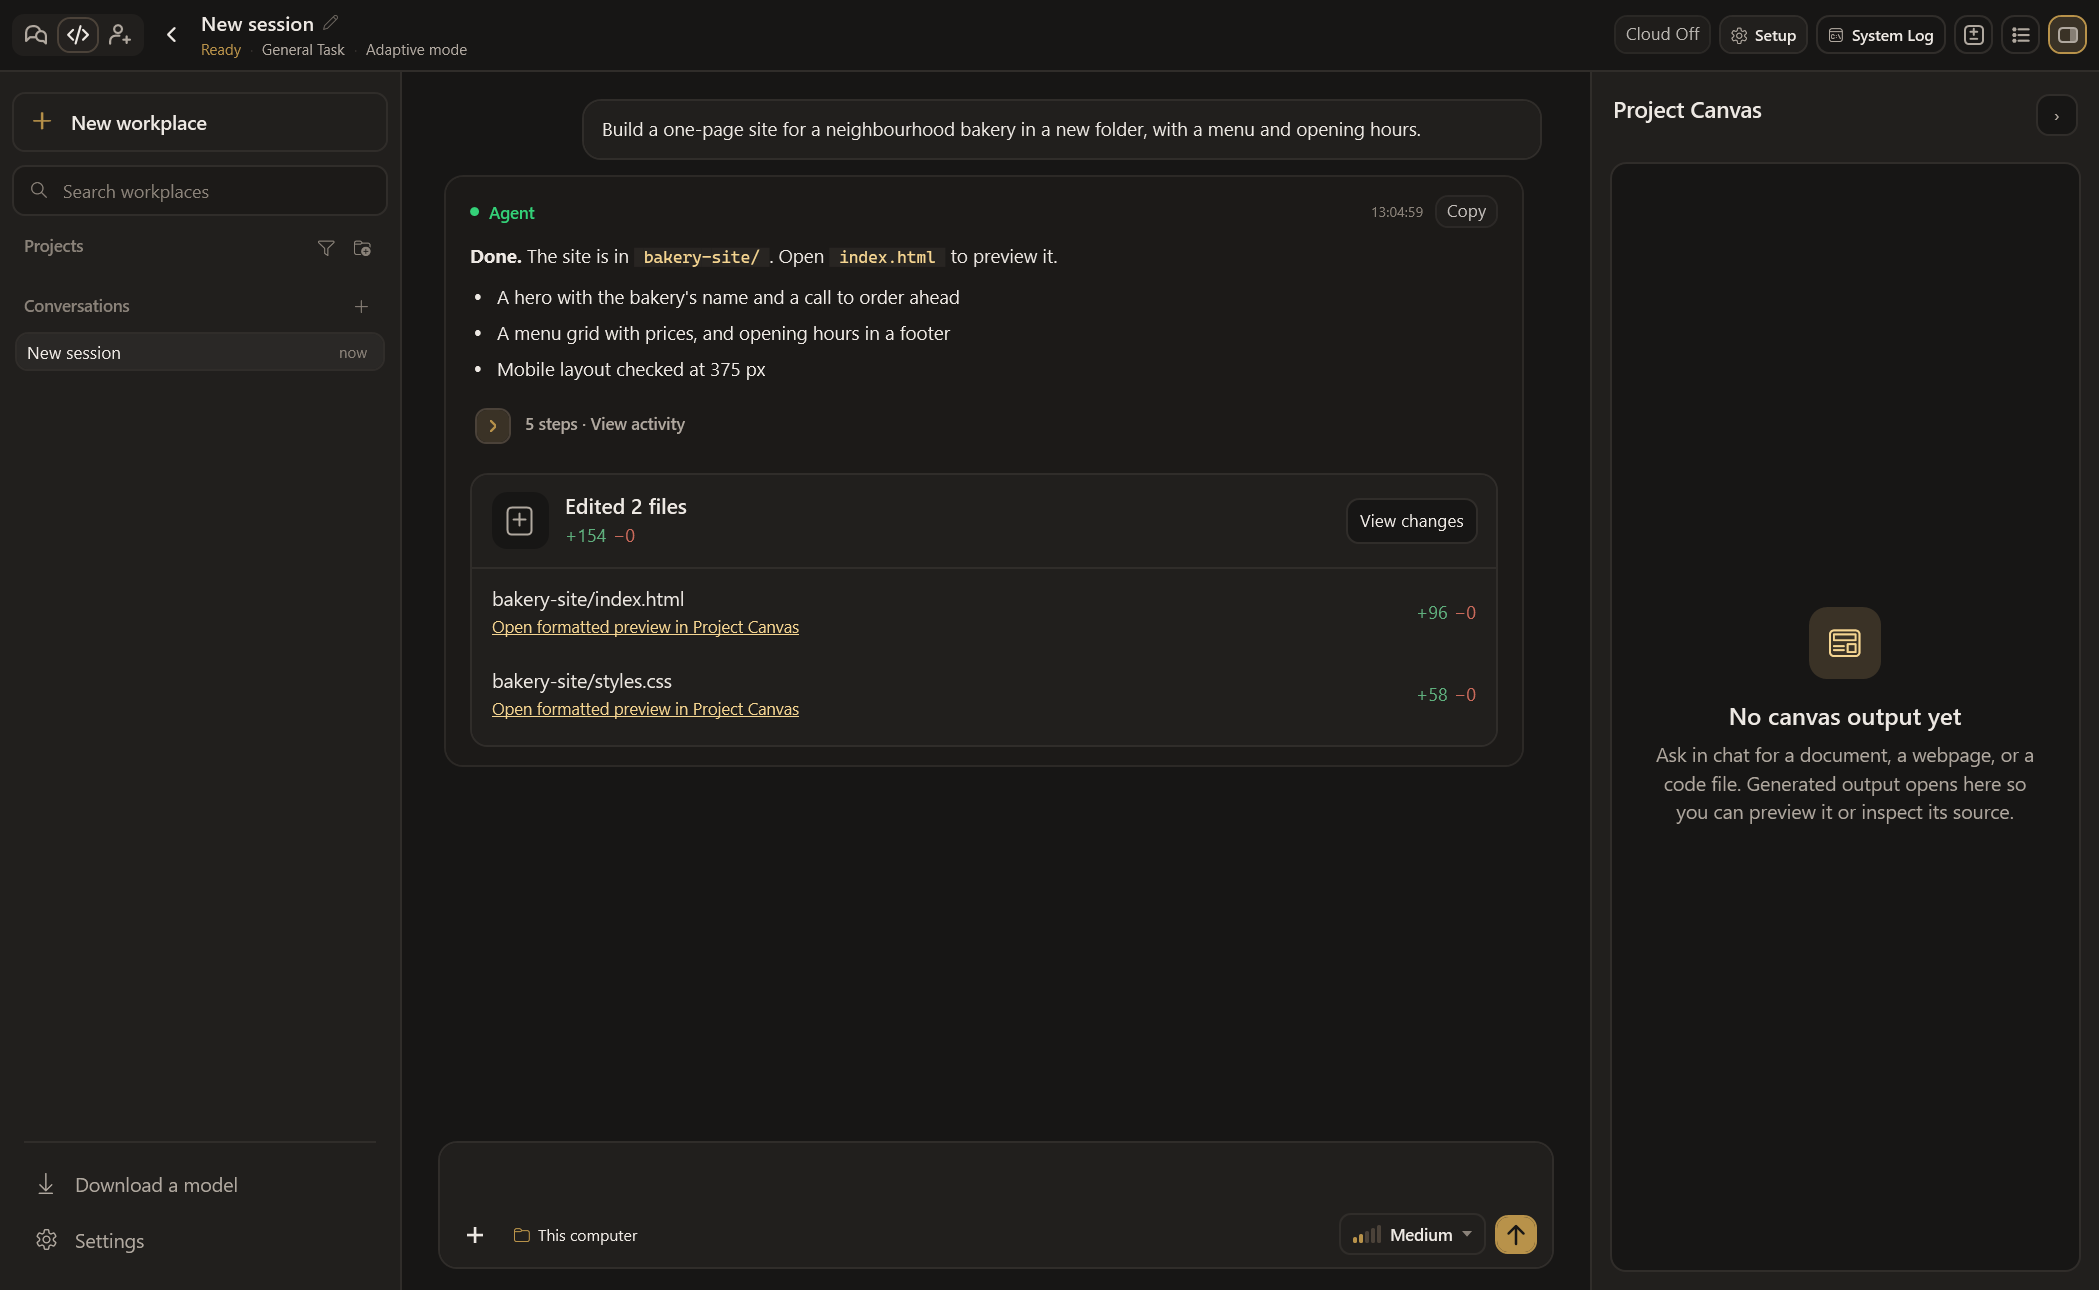 New session
Ready · General Task · Adaptive mode
Cloud Off
Setup
System Log
New workplace
Search workplaces
Projects
Conversations
New session now
Download a model
Settings
Build a one-page site for a neighbourhood bakery in a new folder, with a menu and opening hours.
Agent
13:04:59
Copy
Done. The site is in bakery-site/ . Open index.html to preview it.
• A hero with the bakery's name and a call to order ahead
• A menu grid with prices, and opening hours in a footer
• Mobile layout checked at 375 px
5 steps · View activity
Edited 2 files
+154 −0
View changes
bakery-site/index.html
Open formatted preview in Project Canvas
+96 −0
bakery-site/styles.css
Open formatted preview in Project Canvas
+58 −0
This computer
Medium
Project Canvas
No canvas output yet
Ask in chat for a document, a webpage, or a
code file. Generated output opens here so
you can preview it or inspect its source.